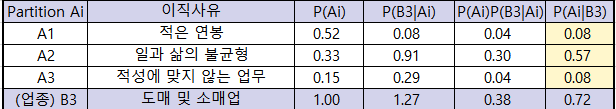 Partition Ai 이직사유 P(Ai) P(B3|Ai) P(Ai)P(B3|Ai) P(Ai|B3)
A1 적은 연봉 0.52 0.08 0.04 0.08
A2 일과 삶의 불균형 0.33 0.91 0.30 0.57
A3 적성에 맞지 않는 업무 0.15 0.29 0.04 0.08
(업종) B3 도매 및 소매업 1.00 1.27 0.38 0.72